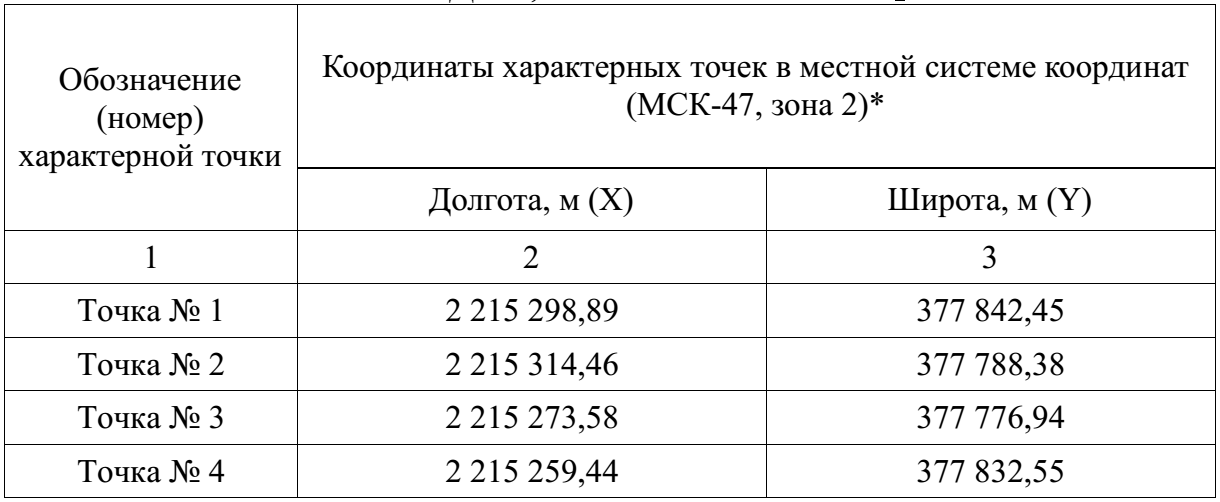 Обозначение
(номер)
характерной точки
Координаты характерных точек в местной системе координат
(МСК-47, зона 2)*
Долгота, м (X)
Широта, м (Y)
1
2
3
Точка № 1
2 215 298,89
377 842,45
Точка № 2
2 215 314,46
377 788,38
Точка № 3
2 215 273,58
377 776,94
Точка № 4
2 215 259,44
377 832,55